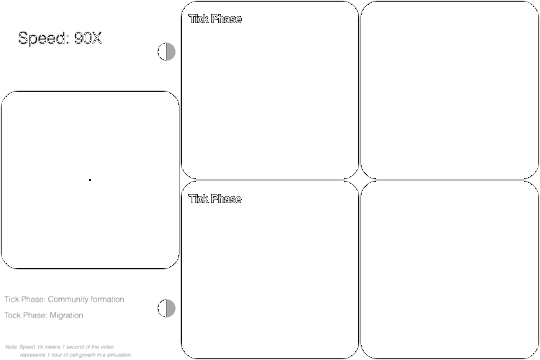 Speed: 90X
Tick Phase
Tick Phase
Tick Phase: Community formation
Tock Phase: Migration
Note: Speed 1X means 1 second of the video
represents 1 hour of cell growth in a simulation.